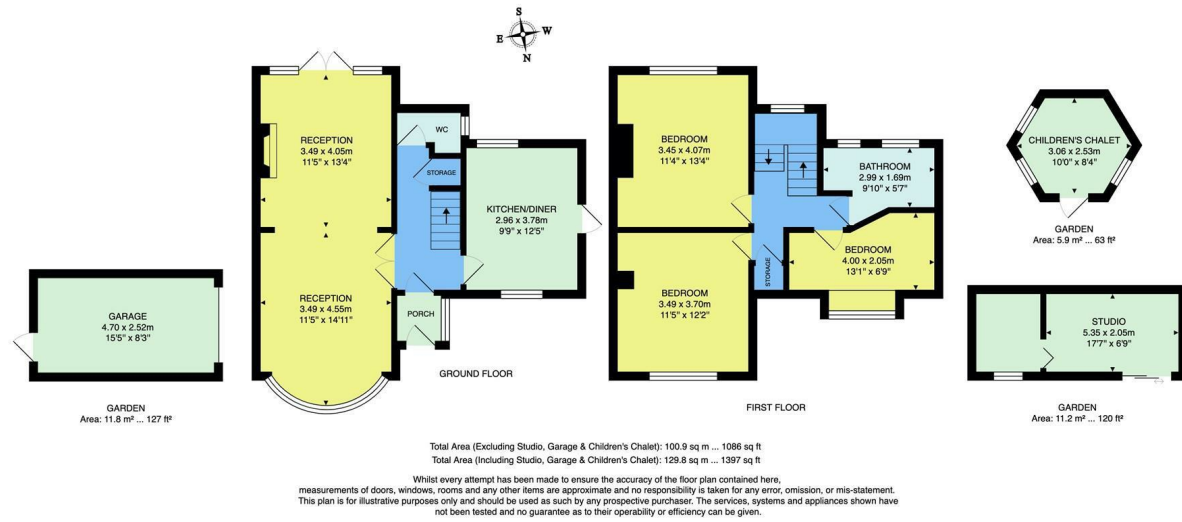 S
E W
N
RECEPTION
3.49 x 4.05m
11'5" x 13'4"
WC
STORAGE
KITCHEN/DINER
2.96 x 3.78m
9'9" x 12'5"
RECEPTION
3.49 x 4.55m
11'5" x 14'11"
PORCH
GROUND FLOOR
GARAGE
4.70 x 2.52m
15'5" x 8'3"
GARDEN
Area: 11.8 m² ... 127 ft²
BEDROOM
3.45 x 4.07m
11'4" x 13'4"
BATHROOM
2.99 x 1.69m
9'10" x 5'7"
BEDROOM
4.00 x 2.05m
13'1" x 6'9"
STORAGE
BEDROOM
3.49 x 3.70m
11'5" x 12'2"
FIRST FLOOR
CHILDREN'S CHALET
3.06 x 2.53m
10'0" x 8'4"
GARDEN
Area: 5.9 m² ... 63 ft²
STUDIO
5.35 x 2.05m
17'7" x 6'9"
GARDEN
Area: 11.2 m² ... 120 ft²
Total Area (Excluding Studio, Garage & Children's Chalet): 100.9 sq m ... 1086 sq ft
Total Area (Including Studio, Garage & Children's Chalet): 129.8 sq m ... 1397 sq ft
Whilst every attempt has been made to ensure the accuracy of the floor plan contained here,
measurements of doors, windows, rooms and any other items are approximate and no responsibility is taken for any error, omission, or mis-statement.
This plan is for illustrative purposes only and should be used as such by any prospective purchaser. The services, systems and appliances shown have
not been tested and no guarantee as to their operability or efficiency can be given.